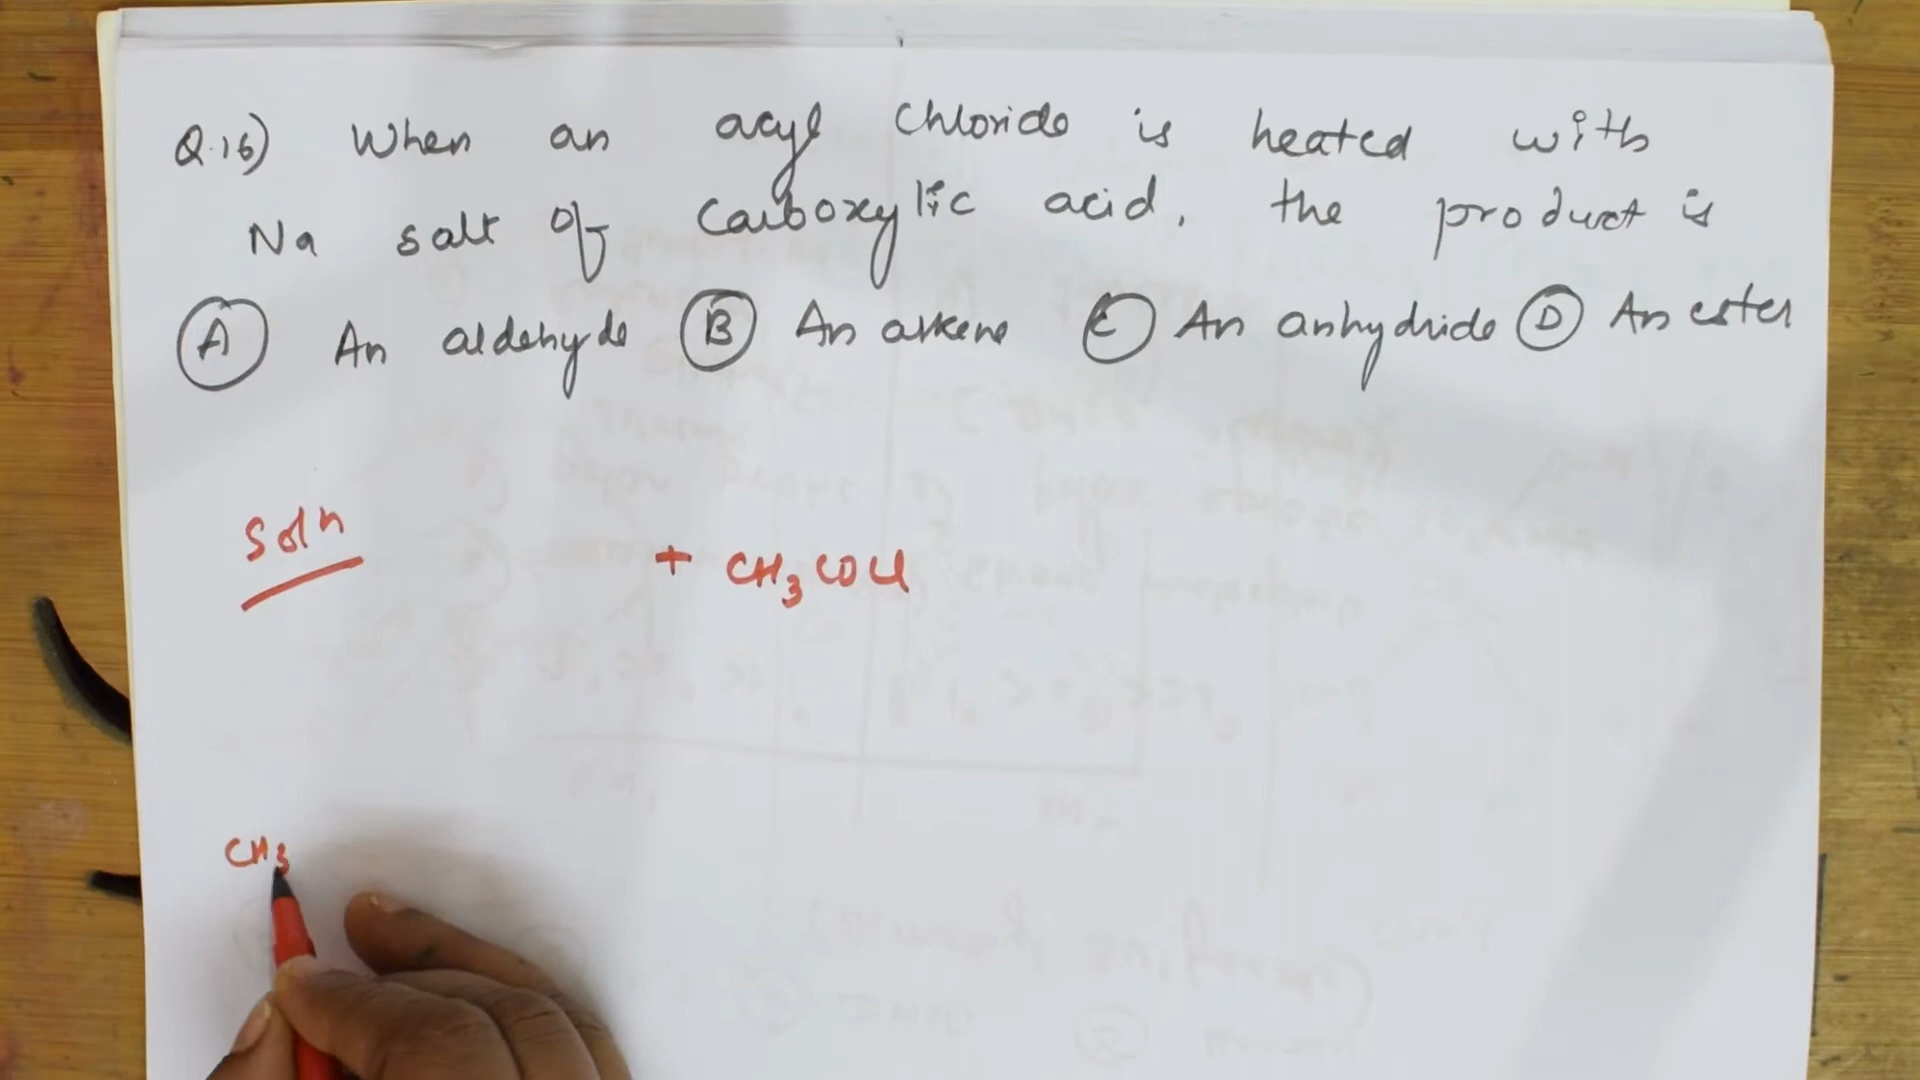 Q.16) When an acyl chloride is heated with
Na salt of Carboxylic acid, the product is
A An aldehyde B An alkene C An anhydride D An ester
Soln
+ CH3COCl
CH3